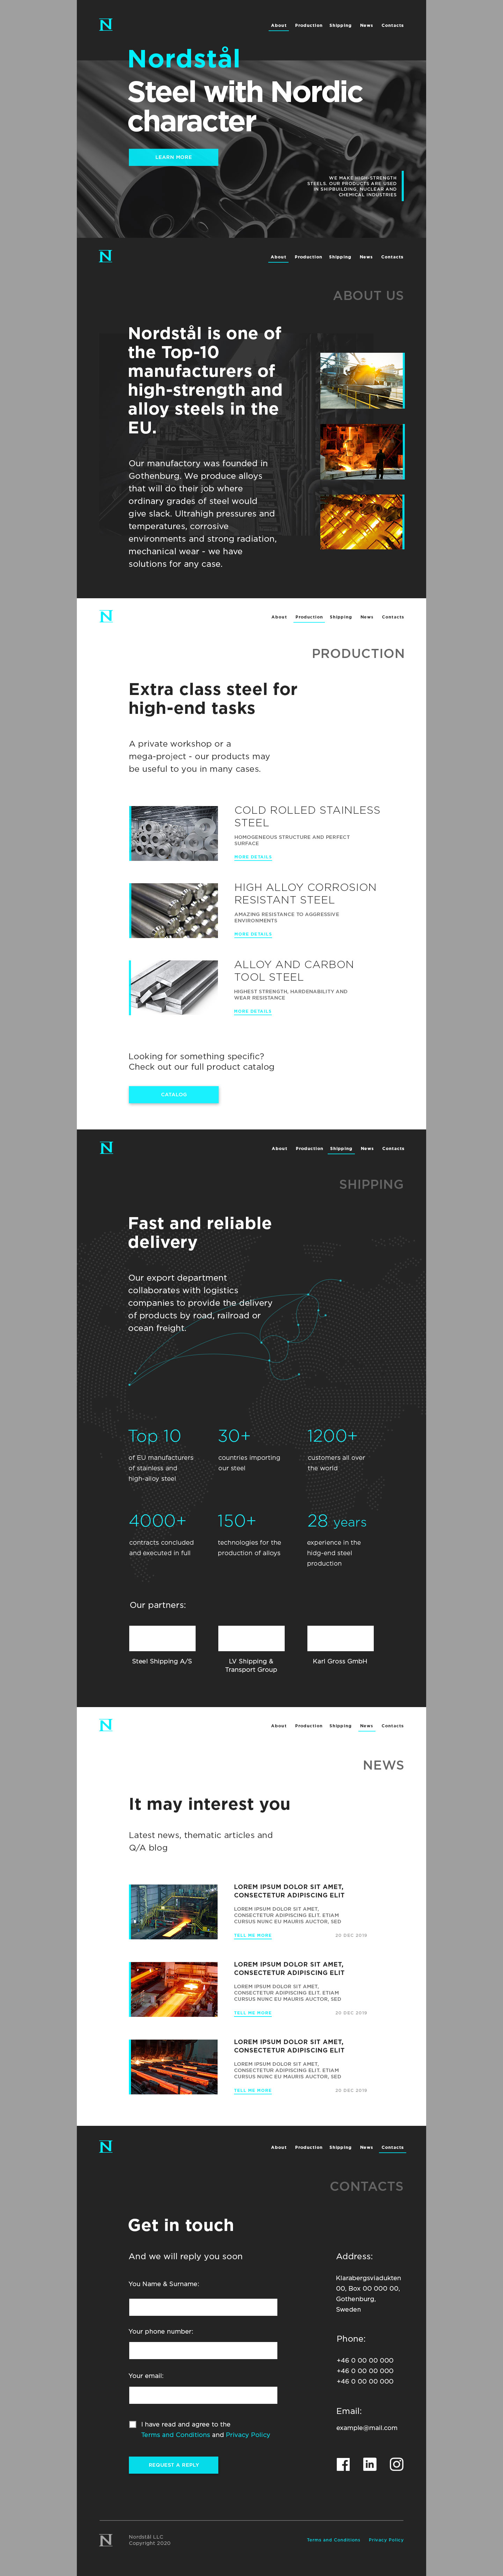 N
About Production Shipping News Contacts
Nordstål
Steel with Nordic
character
LEARN MORE
WE MAKE HIGH-STRENGTH
STEELS. OUR PRODUCTS ARE USED
IN SHIPBUILDING, NUCLEAR AND
CHEMICAL INDUSTRIES
N
About Production Shipping News Contacts
ABOUT US
Nordstål is one of
the Top-10
manufacturers of
high-strength and
alloy steels in the
EU.
Our manufactory was founded in
Gothenburg. We produce alloys
that will do their job where
ordinary grades of steel would
give slack. Ultrahigh pressures and
temperatures, corrosive
environments and strong radiation,
mechanical wear - we have
solutions for any case.
N
About Production Shipping News Contacts
PRODUCTION
Extra class steel for
high-end tasks
A private workshop or a
mega-project - our products may
be useful to you in many cases.
COLD ROLLED STAINLESS
STEEL
HOMOGENEOUS STRUCTURE AND PERFECT
SURFACE
MORE DETAILS
HIGH ALLOY CORROSION
RESISTANT STEEL
AMAZING RESISTANCE TO AGGRESSIVE
ENVIRONMENTS
MORE DETAILS
ALLOY AND CARBON
TOOL STEEL
HIGHEST STRENGTH, HARDENABILITY AND
WEAR RESISTANCE
MORE DETAILS
Looking for something specific?
Check out our full product catalog
CATALOG
N
About Production Shipping News Contacts
SHIPPING
Fast and reliable
delivery
Our export department
collaborates with logistics
companies to provide the delivery
of products by road, railroad or
ocean freight.
Top 10
of EU manufacturers
of stainless and
high-alloy steel
30+
countries importing
our steel
1200+
customers all over
the world
4000+
contracts concluded
and executed in full
150+
technologies for the
production of alloys
28 years
experience in the
hidg-end steel
production
Our partners:
Steel Shipping A/S
LV Shipping &
Transport Group
Karl Gross GmbH
N
About Production Shipping News Contacts
NEWS
It may interest you
Latest news, thematic articles and
Q/A blog
LOREM IPSUM DOLOR SIT AMET,
CONSECTETUR ADIPISCING ELIT
LOREM IPSUM DOLOR SIT AMET,
CONSECTETUR ADIPISCING ELIT. ETIAM
CURSUS NUNC EU MAURIS AUCTOR, SED
TELL ME MORE 20 DEC 2019
LOREM IPSUM DOLOR SIT AMET,
CONSECTETUR ADIPISCING ELIT
LOREM IPSUM DOLOR SIT AMET,
CONSECTETUR ADIPISCING ELIT. ETIAM
CURSUS NUNC EU MAURIS AUCTOR, SED
TELL ME MORE 20 DEC 2019
LOREM IPSUM DOLOR SIT AMET,
CONSECTETUR ADIPISCING ELIT
LOREM IPSUM DOLOR SIT AMET,
CONSECTETUR ADIPISCING ELIT. ETIAM
CURSUS NUNC EU MAURIS AUCTOR, SED
TELL ME MORE 20 DEC 2019
N
About Production Shipping News Contacts
CONTACTS
Get in touch
And we will reply you soon
You Name & Surname:
Your phone number:
Your email:
I have read and agree to the
Terms and Conditions and Privacy Policy
REQUEST A REPLY
Address:
Klarabergsviadukten
00, Box 00 000 00,
Gothenburg,
Sweden
Phone:
+46 0 00 00 000
+46 0 00 00 000
+46 0 00 00 000
Email:
example@mail.com
N
Nordstål LLC
Copyright 2020
Terms and Conditions Privacy Policy